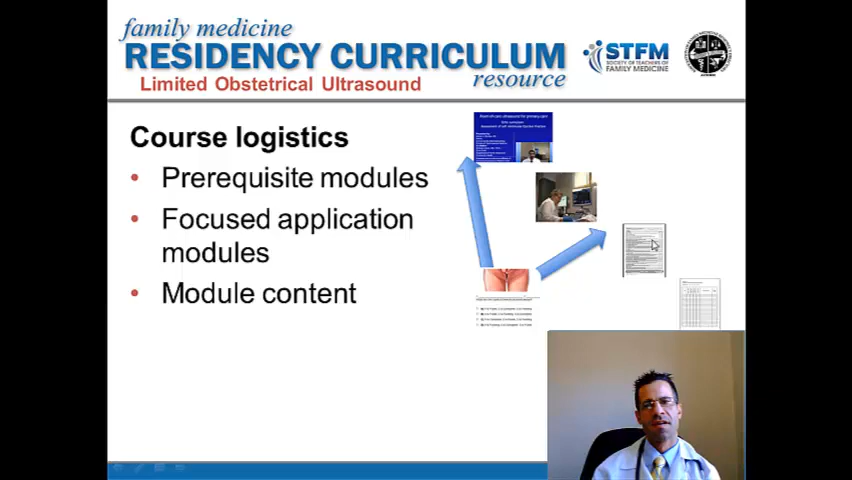 family medicine
RESIDENCY CURRICULUM
resource
Limited Obstetrical Ultrasound
STFM
SOCIETY OF TEACHERS
OF FAMILY MEDICINE
Course logistics
• Prerequisite modules
• Focused application
modules
• Module content